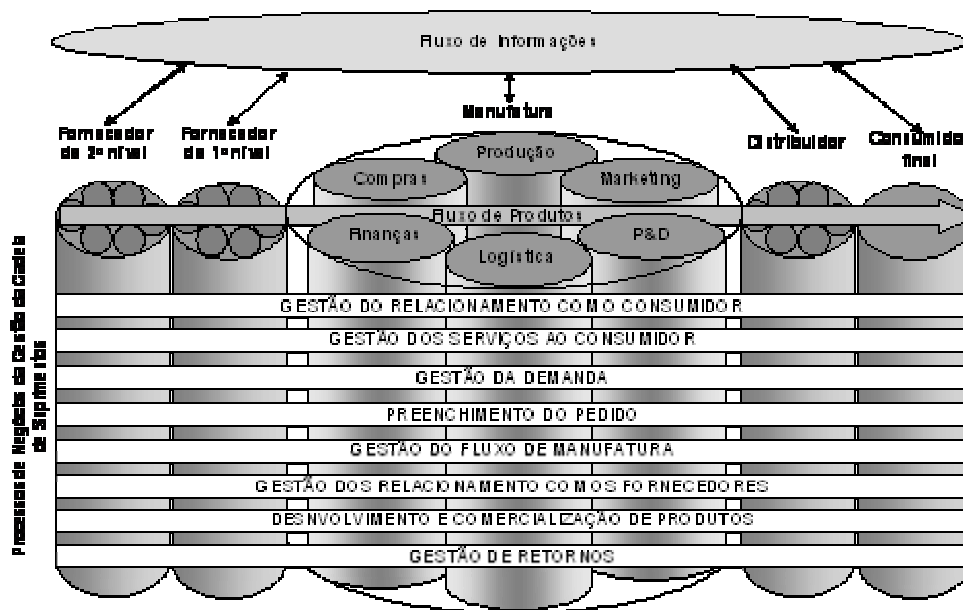 Fluxo de Informações
Manufatura
Fornecedor
de 2º nível
Fornecedor
de 1º nível
Distribuidor
Consumidor
final
Produção
Compras
Marketing
Fluxo de Produtos
Finanças
P&D
Logística
Processos de Negócio da Gestão da Cadeia
de Suprimentos
GESTÃO DO RELACIONAMENTO COM O CONSUMIDOR
GESTÃO DOS SERVIÇOS AO CONSUMIDOR
GESTÃO DA DEMANDA
PREENCHIMENTO DO PEDIDO
GESTÃO DO FLUXO DE MANUFATURA
GESTÃO DOS RELACIONAMENTO COM OS FORNECEDORES
DESNVOLVIMENTO E COMERCIALIZAÇÃO DE PRODUTOS
GESTÃO DE RETORNOS